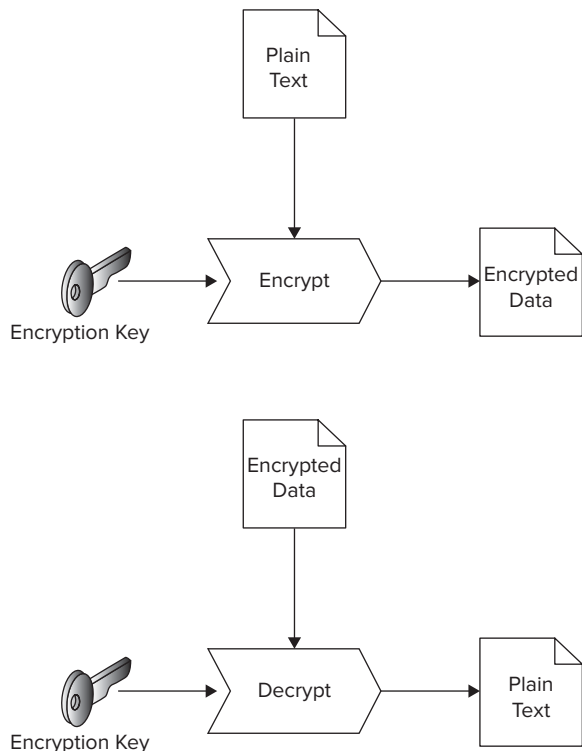 Plain
Text
Encrypt
Encrypted
Data
Encryption Key
Encrypted
Data
Decrypt
Plain
Text
Encryption Key